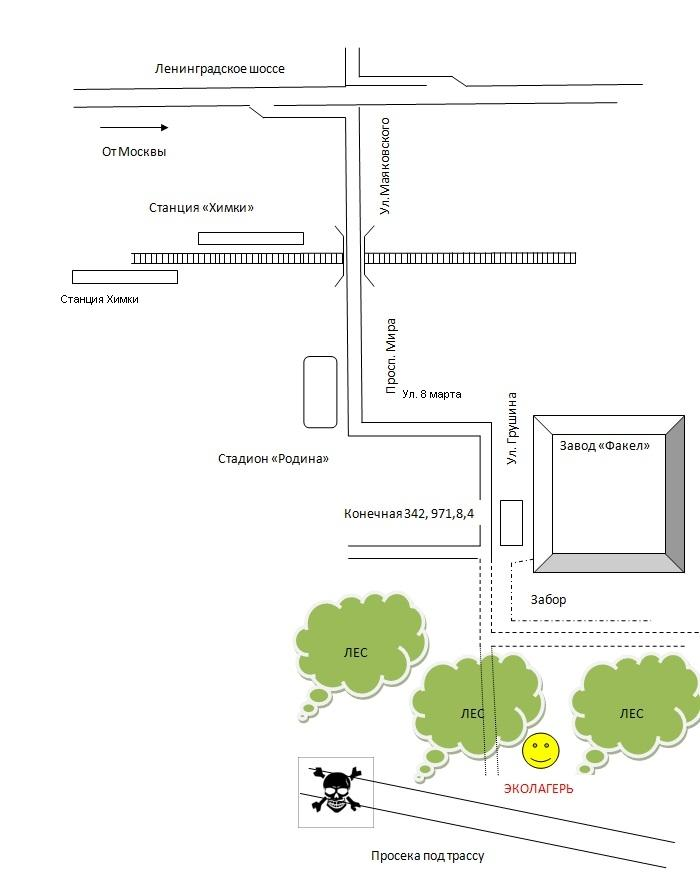 Ленинградское шоссе
От Москвы
Ул.Маяковского
Станция «Химки»
Станция Химки
Просп. Мира
Ул. 8 марта
Ул. Грушина
Завод «Факел»
Стадион «Родина»
Конечная 342, 971,8,4
Забор
ЛЕС
ЛЕС
ЛЕС
ЭКОЛАГЕРЬ
Просека под трассу